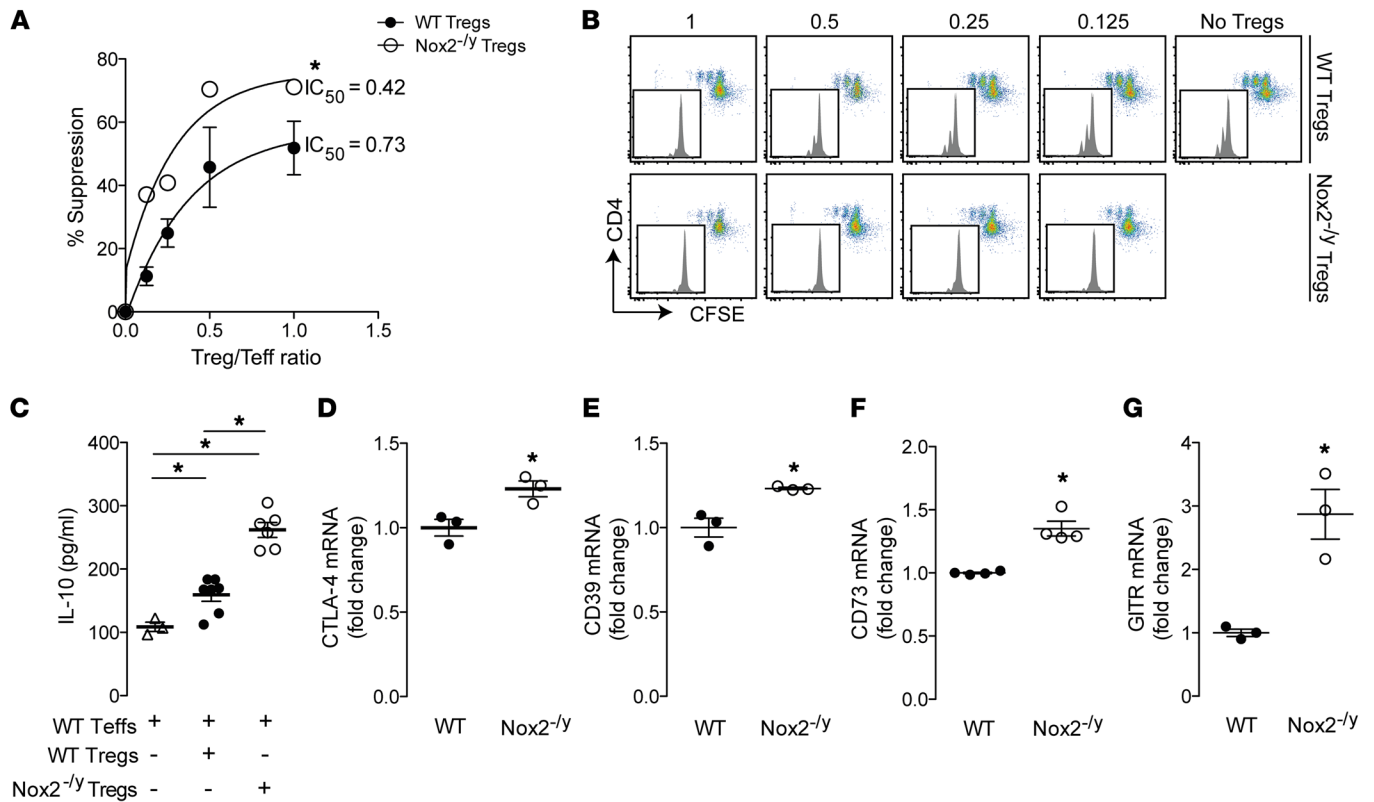 A
WT Tregs
Nox2-/y Tregs
80
60
40
20
0
% Suppression
*
IC50 = 0.42
IC50 = 0.73
0.0 0.5 1.0 1.5
Treg/Teff ratio
B
1 0.5 0.25 0.125 No Tregs
WT Tregs
Nox2-/y Tregs
CD4
CFSE
C
400
300
200
100
0
IL-10 (pg/ml)
*
*
*
WT Teffs + + +
WT Tregs - + -
Nox2-/y Tregs - - +
D
1.5
1.0
0.5
0.0
CTLA-4 mRNA
(fold change)
*
WT Nox2-/y
E
1.5
1.0
0.5
0.0
CD39 mRNA
(fold change)
*
WT Nox2-/y
F
2.0
1.5
1.0
0.5
0.0
CD73 mRNA
(fold change)
*
WT Nox2-/y
G
4
3
2
1
0
GITR mRNA
(fold change)
*
WT Nox2-/y